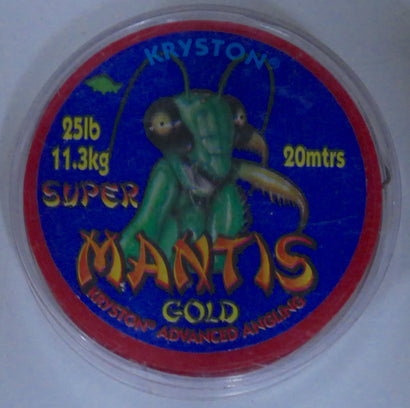 KRYSTON®
25lb
11.3kg
20mtrs
SUPER
MANTIS
GOLD
KRYSTON® ADVANCED ANGLING